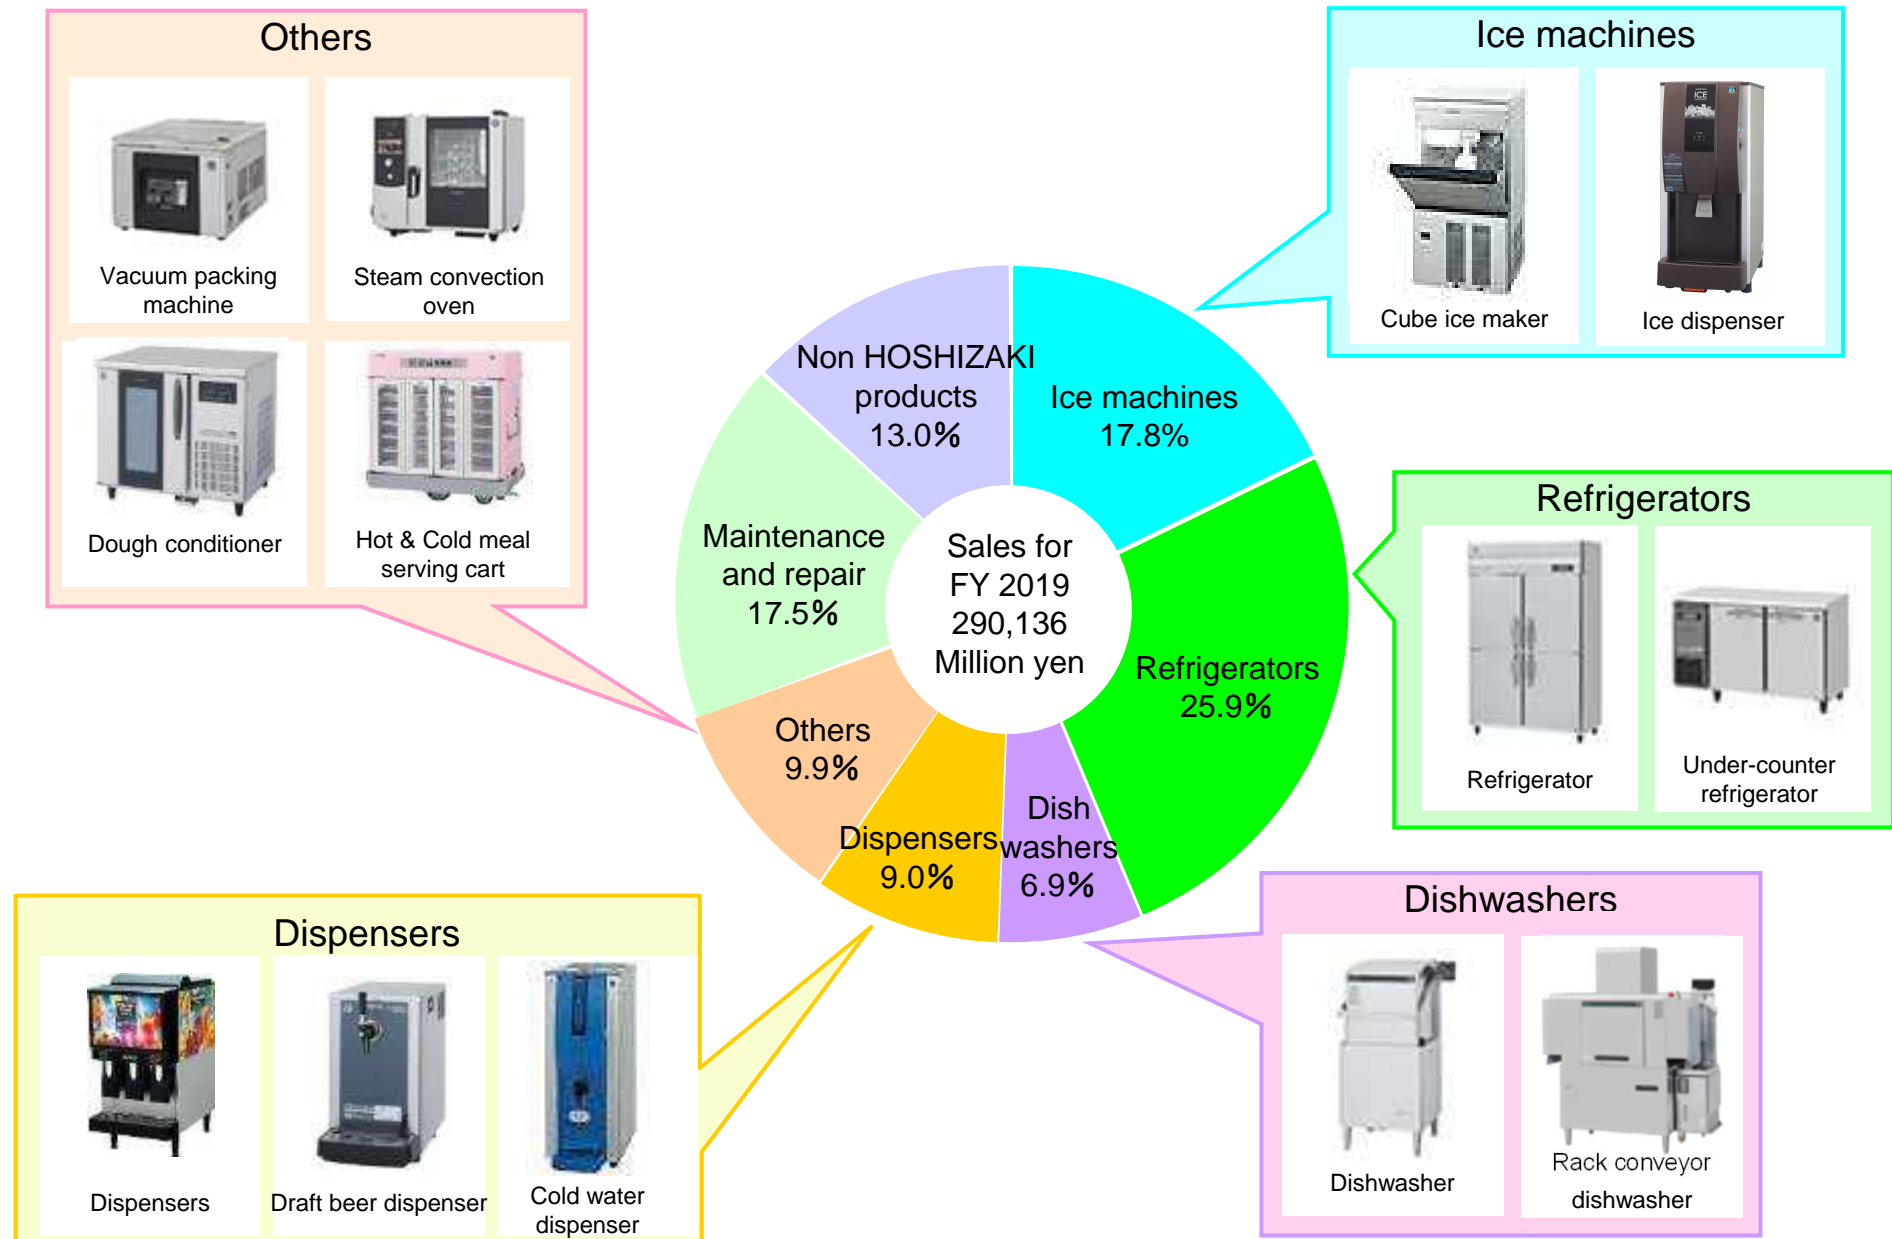 Others
Vacuum packing
machine
Steam convection
oven
Dough conditioner
Hot & Cold meal
serving cart
Ice machines
ICE
Cube ice maker
Ice dispenser
Non HOSHIZAKI
products
13.0%
Ice machines
17.8%
Maintenance
and repair
17.5%
Sales for
FY 2019
290,136
Million yen
Refrigerators
25.9%
Others
9.9%
Dispensers
9.0%
Dish
washers
6.9%
Refrigerators
Refrigerator
Under-counter
refrigerator
Dispensers
Dispensers
Draft beer dispenser
Cold water
dispenser
Dishwashers
Dishwasher
Rack conveyor
dishwasher